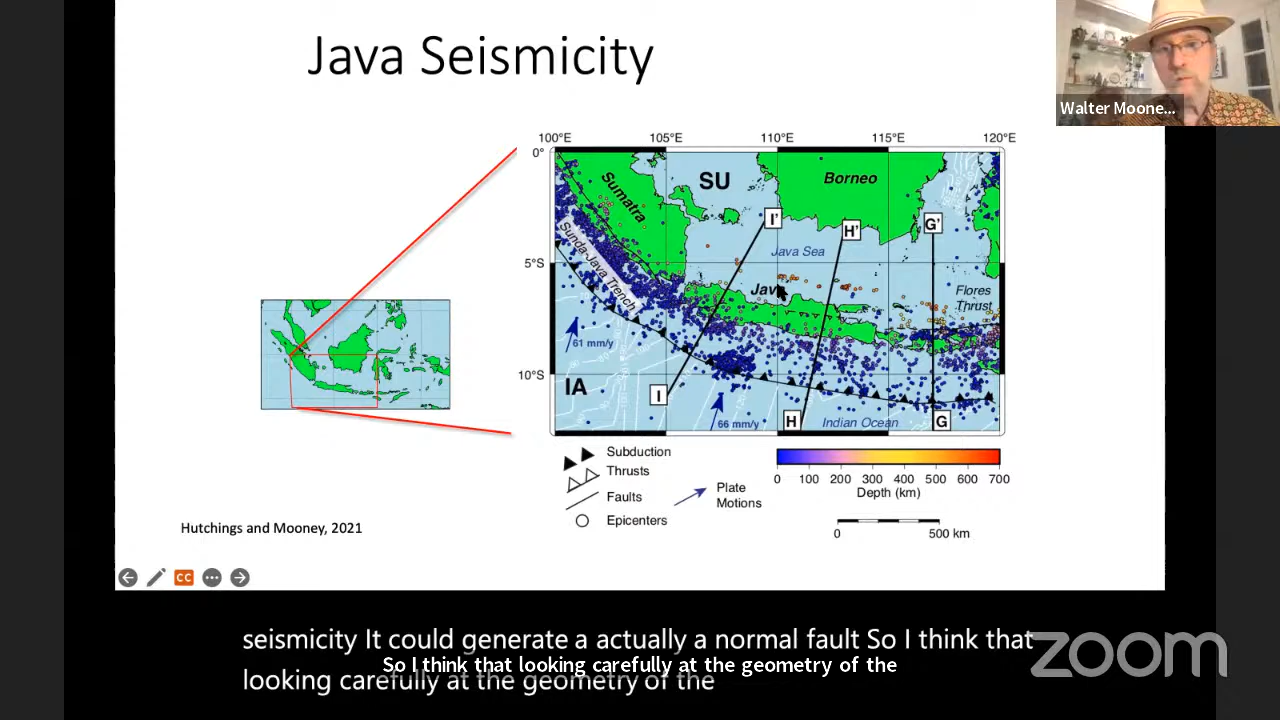 Java Seismicity
Walter Moone...
100°E 105°E 110°E 115°E 120°E
0°
5°S
10°S
SU
Borneo
Sumatra
Sunda-Java Trench
I'
H'
G'
Java Sea
Java
Flores
Thrust
61 mm/y
IA
I
66 mm/y
H
Indian Ocean
G
Subduction
Thrusts
Faults
Epicenters
Plate
Motions
0 100 200 300 400 500 600 700
Depth (km)
0 500 km
Hutchings and Mooney, 2021
CC
seismicity It could generate a actually a normal fault So I think that
looking carefully at the geometry of the
So I think that looking carefully at the geometry of the
zoom